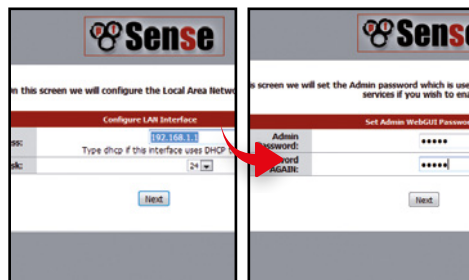 Sense
n this screen we will configure the Local Area Netwo
Configure LAN Interface
ss:
192.168.1.1
Type dhcp if this interface uses DHCP
sk:
24
Next
Sense
s screen we will set the Admin password which is use
services if you wish to ena
Set Admin WebGUI Passwo
Admin
Password:
•••••
AGAIN:
•••••
Next